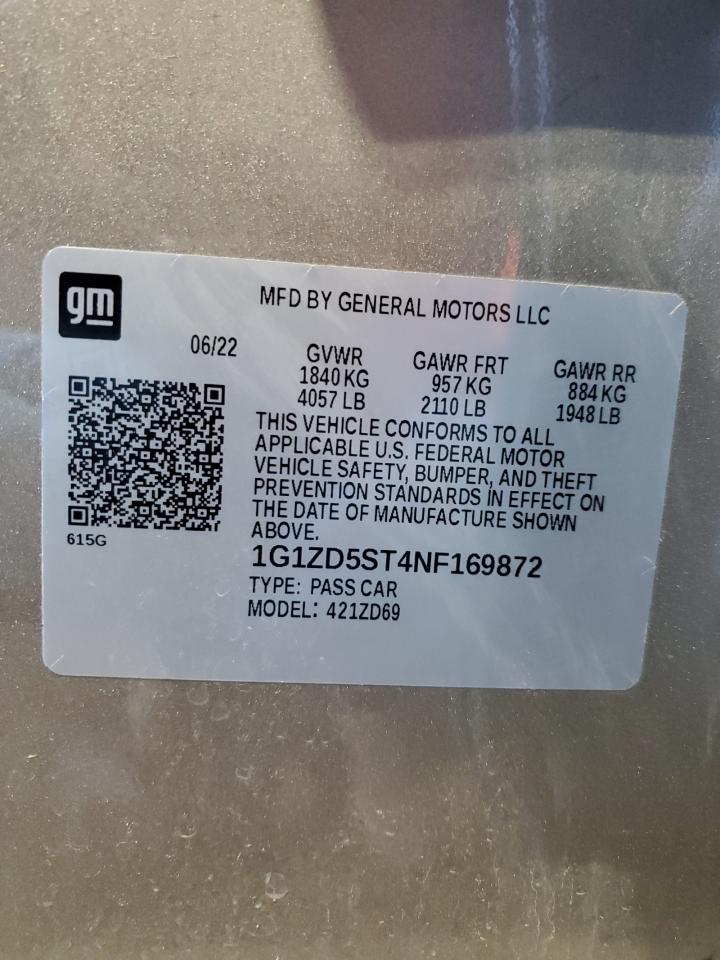 gm
MFD BY GENERAL MOTORS LLC
06/22
GVWR
1840 KG
4057 LB
GAWR FRT
957 KG
2110 LB
GAWR RR
884 KG
1948 LB
THIS VEHICLE CONFORMS TO ALL
APPLICABLE U.S. FEDERAL MOTOR
VEHICLE SAFETY, BUMPER, AND THEFT
PREVENTION STANDARDS IN EFFECT ON
THE DATE OF MANUFACTURE SHOWN
ABOVE.
615G
1G1ZD5ST4NF169872
TYPE: PASS CAR
MODEL: 421ZD69